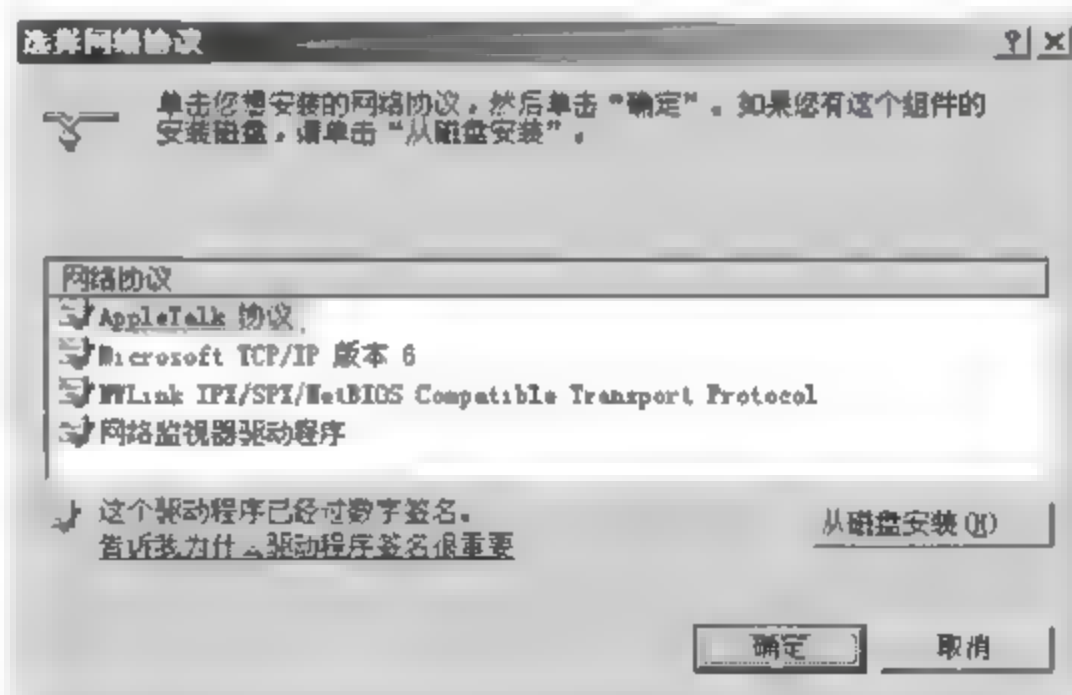 选择网络协议
单击您想安装的网络协议，然后单击“确定”。如果您有这个组件的
安装磁盘，请单击“从磁盘安装”。
网络协议
AppleTalk 协议
Microsoft TCP/IP 版本 6
NWLink IPX/SPX/NetBIOS Compatible Transport Protocol
网络监视器驱动程序
这个驱动程序已经过数字签名。
告诉我为什么驱动程序签名很重要
从磁盘安装(H)
确定
取消